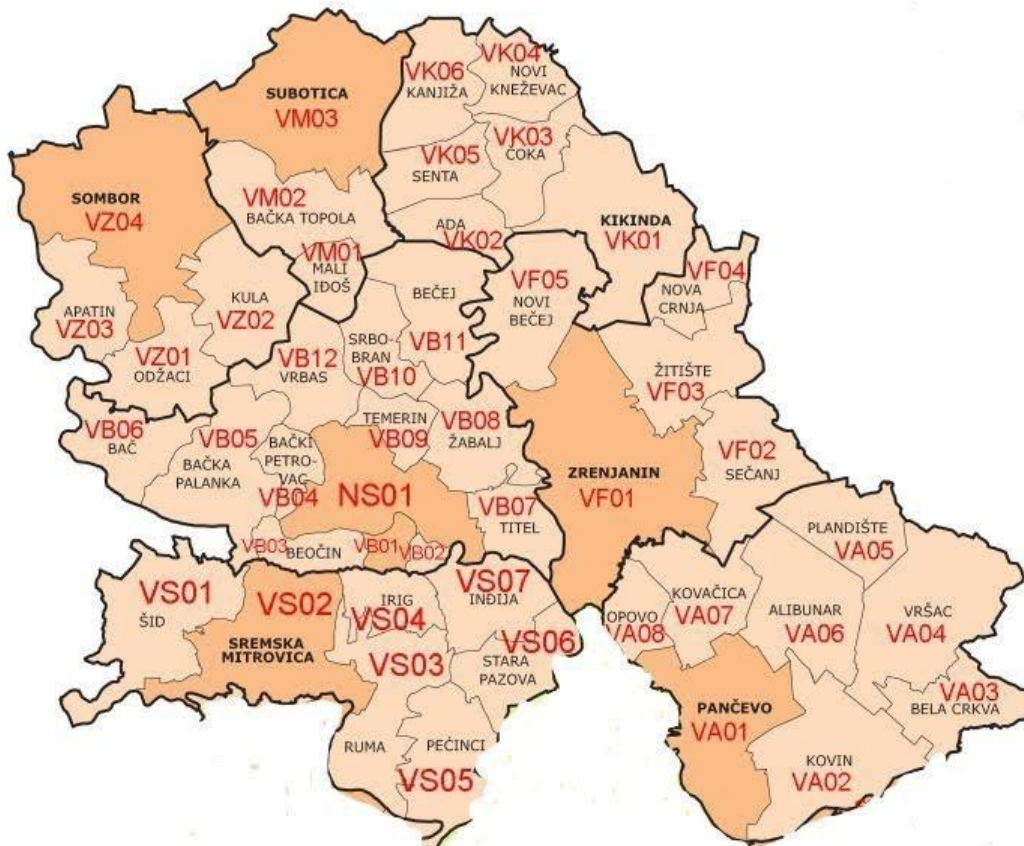 VK04
VK06
NOVI
KNEŽEVAC
KANJIŽA
SUBOTICA
VM03
VK03
ČOKA
VK05
SENTA
SOMBOR
VZ04
VM02
BAČKA TOPOLA
ADA
VK02
KIKINDA
VK01
VM01
MALI
IĐOŠ
VF04
NOVA
CRNJA
VF05
NOVI
BEČEJ
BEČEJ
VB11
KULA
VZ02
APATIN
VZ03
VZ01
ODŽACI
SRBO-
BRAN
VB10
VB12
VRBAS
ŽITIŠTE
VF03
TEMERIN
VB09
VB08
ŽABALJ
VB06
BAČ
VB05
BAČKA
PALANKA
BAČKI
PETRO-
VAC
VB04
NS01
VF02
SEČANJ
ZRENJANIN
VF01
VB07
TITEL
PLANDIŠTE
VA05
VB03
BEOČIN
VB01
VB02
VS01
ŠID
VS02
SREMSKA
MITROVICA
IRIG
VS04
VS07
INĐIJA
VS03
VS06
STARA
PAZOVA
OPOVO
VA08
KOVAČICA
VA07
ALIBUNAR
VA06
VRŠAC
VA04
VA03
BELA CRKVA
PANČEVO
VA01
RUMA
PEĆINCI
VS05
KOVIN
VA02